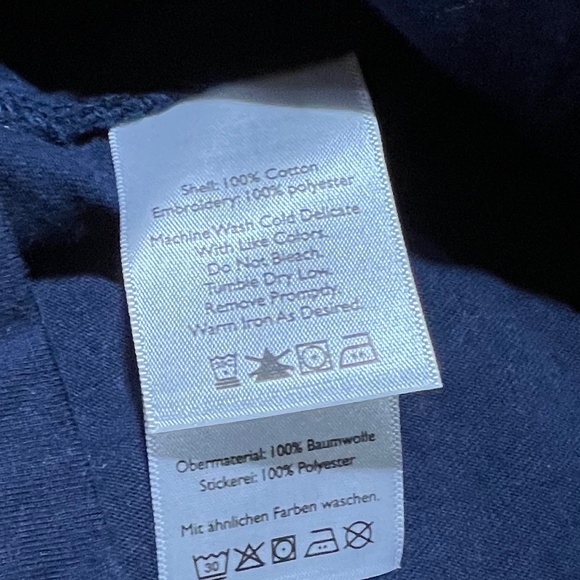 Shell: 100% Cotton
Embroidery: 100% polyester
Machine Wash Cold Delicate
With Like Colors.
Do Not Bleach.
Tumble Dry Low.
Remove Promptly.
Warm Iron As Desired.
Obermaterial: 100% Baumwolle
Stickerei: 100% Polyester
Mit ähnlichen Farben waschen.
30